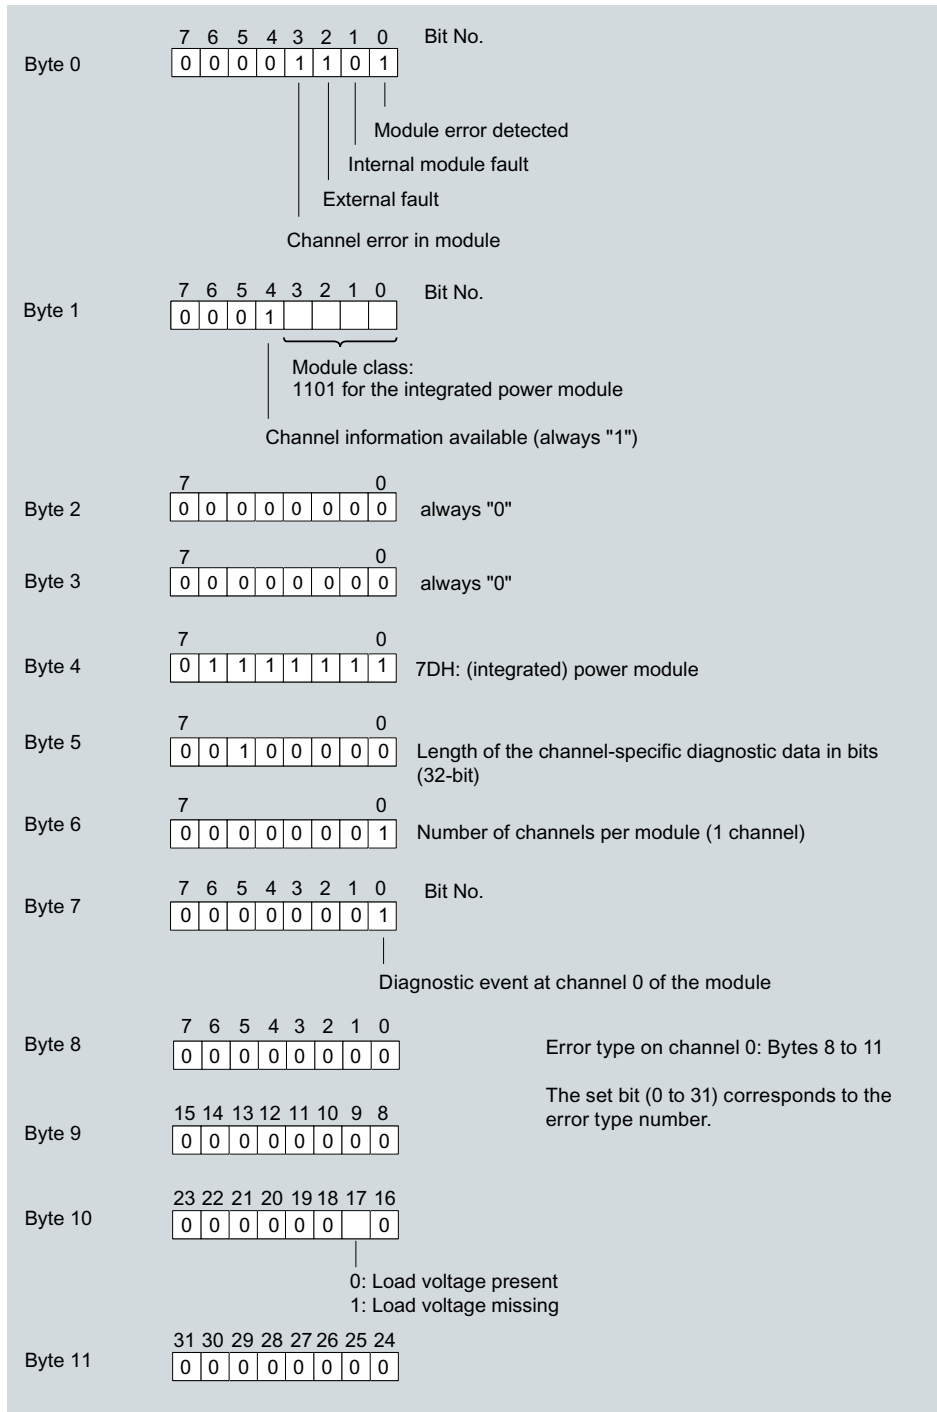 7 6 5 4 3 2 1 0 Bit No.
Byte 0 0 0 0 0 1 1 0 1
Module error detected
Internal module fault
External fault
Channel error in module
7 6 5 4 3 2 1 0 Bit No.
Byte 1 0 0 0 1
Module class:
1101 for the integrated power module
Channel information available (always "1")
7 0
Byte 2 0 0 0 0 0 0 0 0 always "0"
7 0
Byte 3 0 0 0 0 0 0 0 0 always "0"
7 0
Byte 4 0 1 1 1 1 1 1 1 7DH: (integrated) power module
7 0
Byte 5 0 0 1 0 0 0 0 0 Length of the channel-specific diagnostic data in bits
(32-bit)
7 0
Byte 6 0 0 0 0 0 0 0 1 Number of channels per module (1 channel)
7 6 5 4 3 2 1 0 Bit No.
Byte 7 0 0 0 0 0 0 0 1
Diagnostic event at channel 0 of the module
7 6 5 4 3 2 1 0
Byte 8 0 0 0 0 0 0 0 0 Error type on channel 0: Bytes 8 to 11
The set bit (0 to 31) corresponds to the
error type number.
15 14 13 12 11 10 9 8
Byte 9 0 0 0 0 0 0 0 0
23 22 21 20 19 18 17 16
Byte 10 0 0 0 0 0 0 0
0: Load voltage present
1: Load voltage missing
31 30 29 28 27 26 25 24
Byte 11 0 0 0 0 0 0 0 0